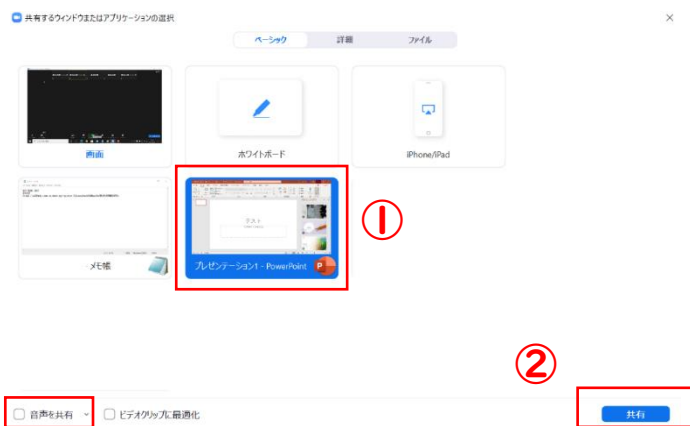 共有するウィンドウまたはアプリケーションの選択
ベーシック 詳細 ファイル
画面
ホワイトボード
iPhone/iPad
テスト
メモ帳
プレゼンテーション1 - PowerPoint
①
②
音声を共有
ビデオクリップに最適化
共有